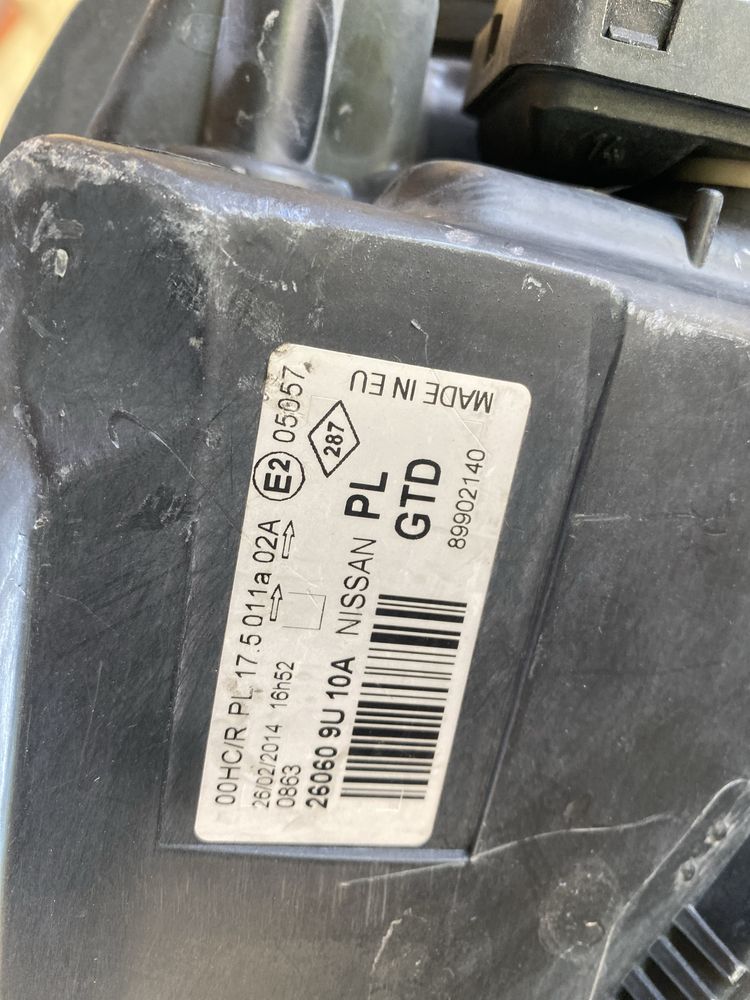 00HC/R PL 17.5 011a 02A E2 05057
26/02/2014 16h52
0863
287
26060 9U 10A NISSAN PL
GTD
89902140
MADE IN EU